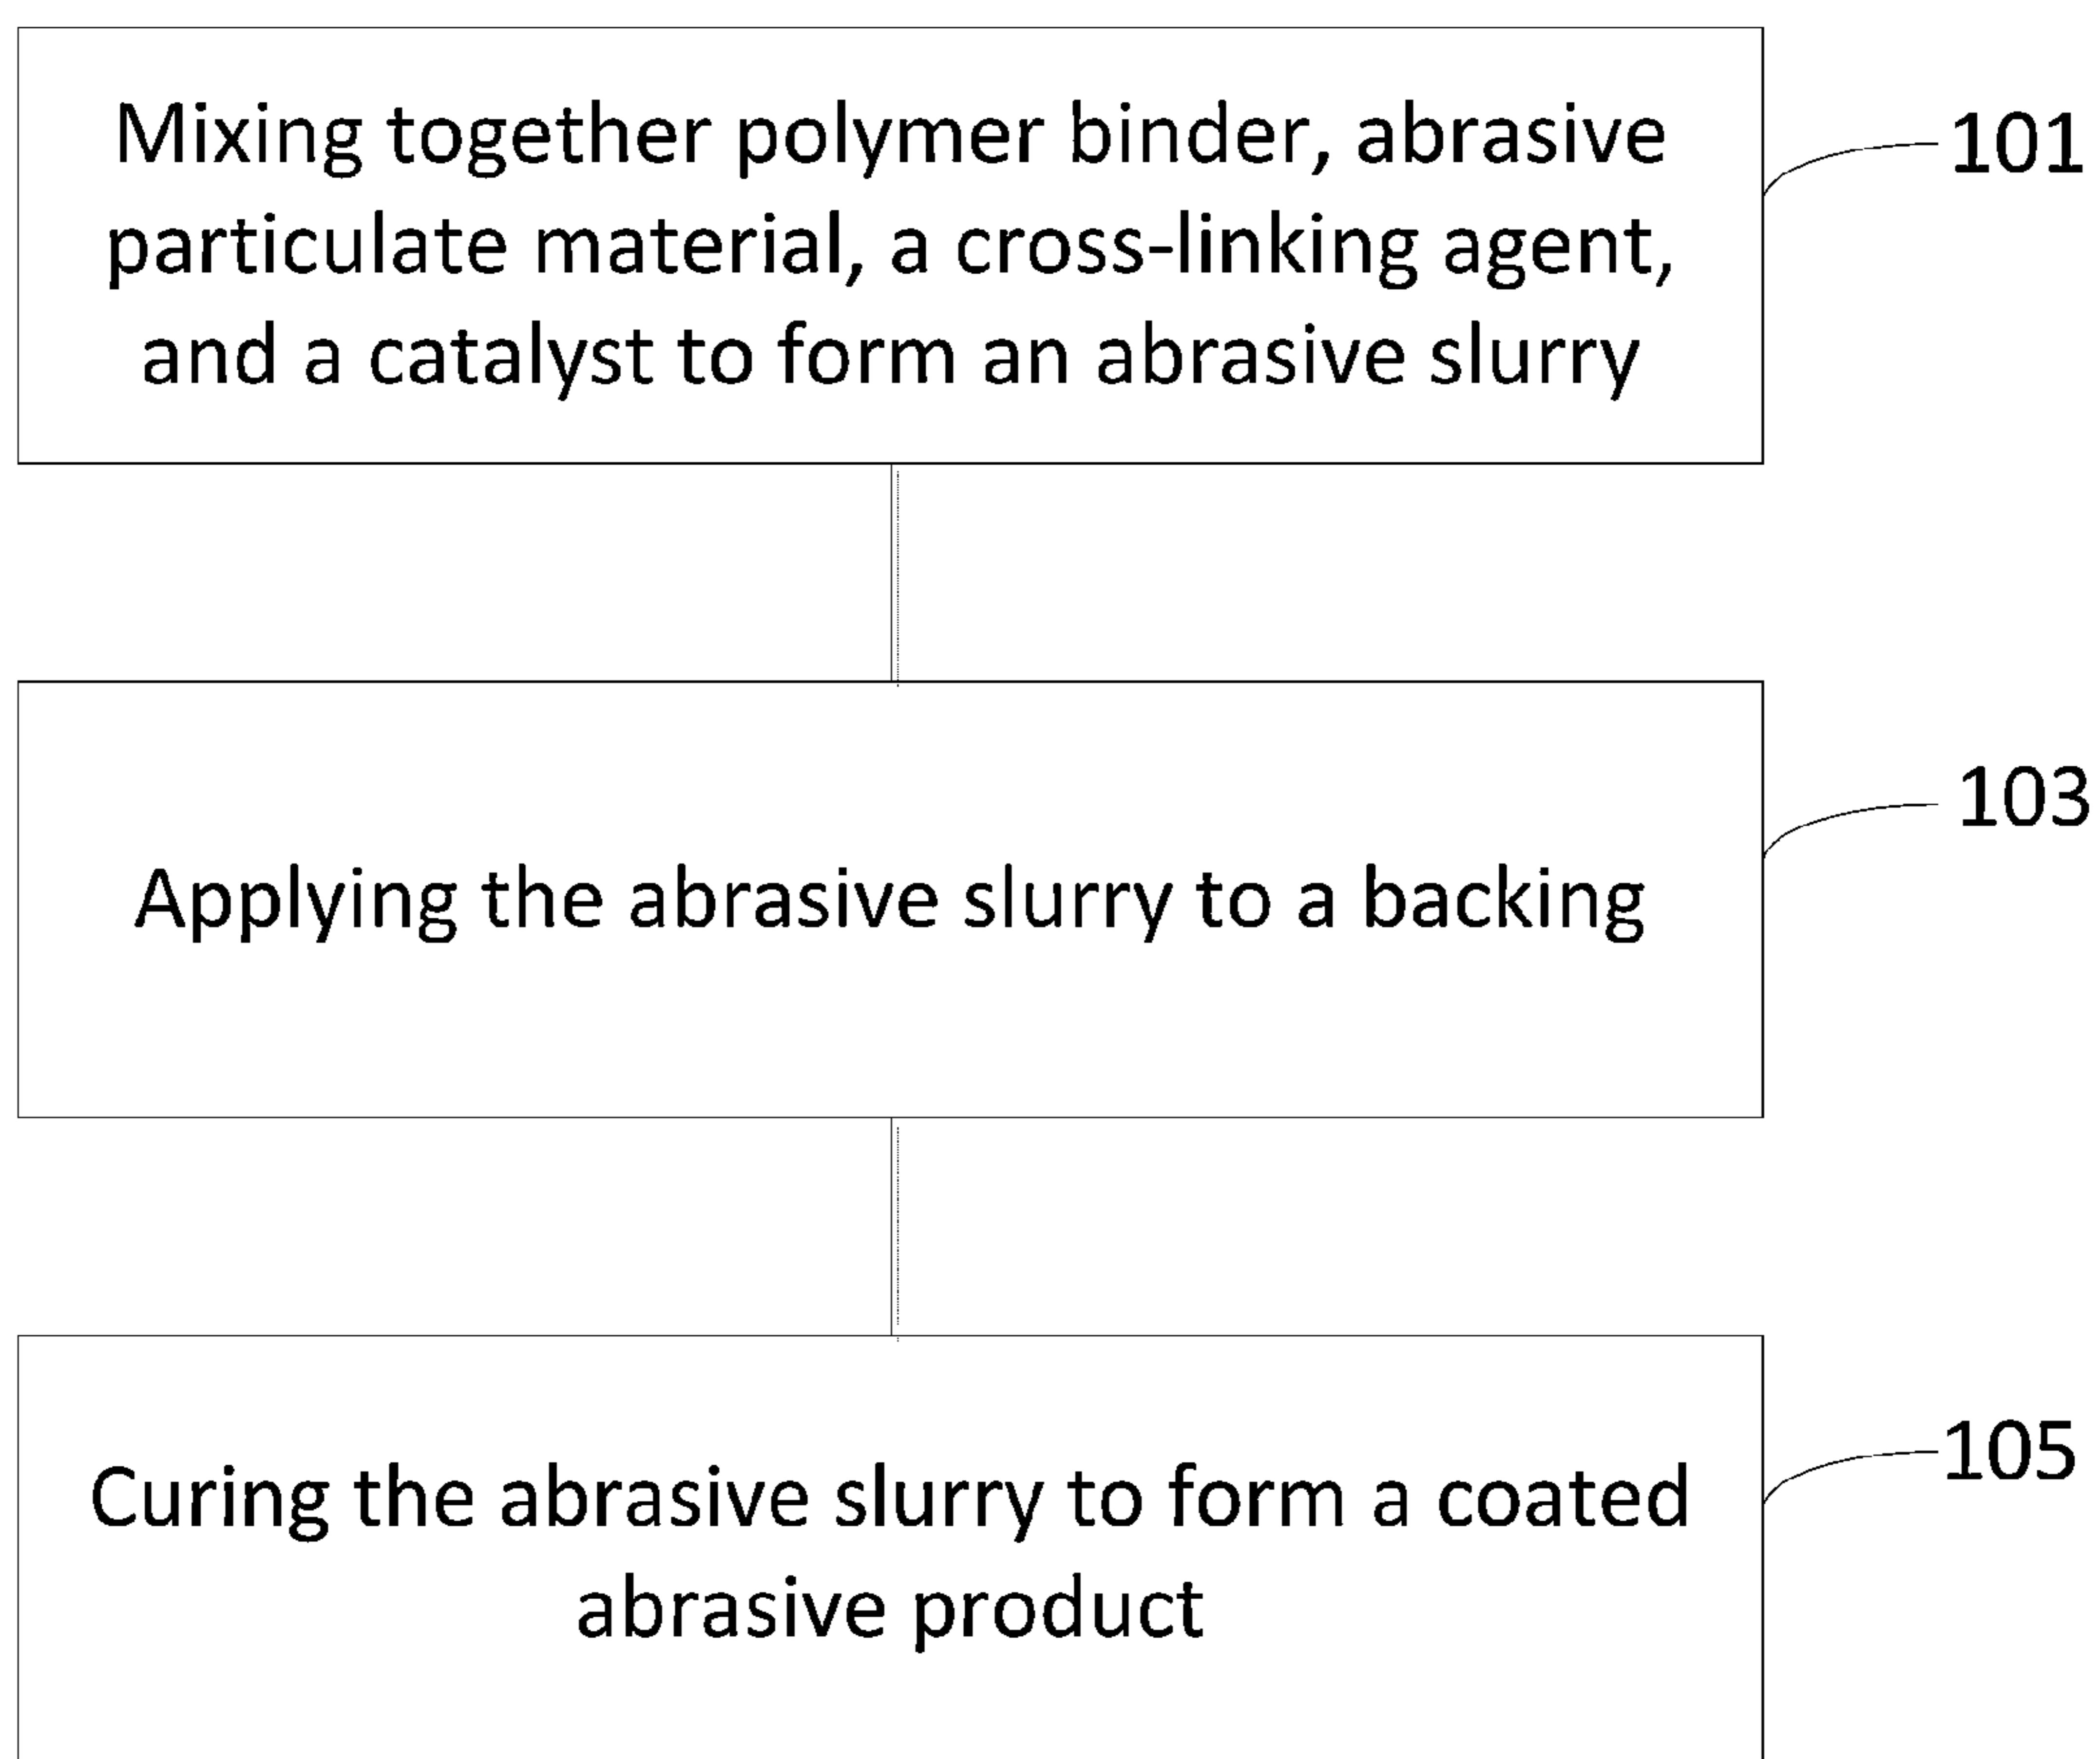 Mixing together polymer binder, abrasive
particulate material, a cross-linking agent,
and a catalyst to form an abrasive slurry
101
Applying the abrasive slurry to a backing
103
Curing the abrasive slurry to form a coated
abrasive product
105